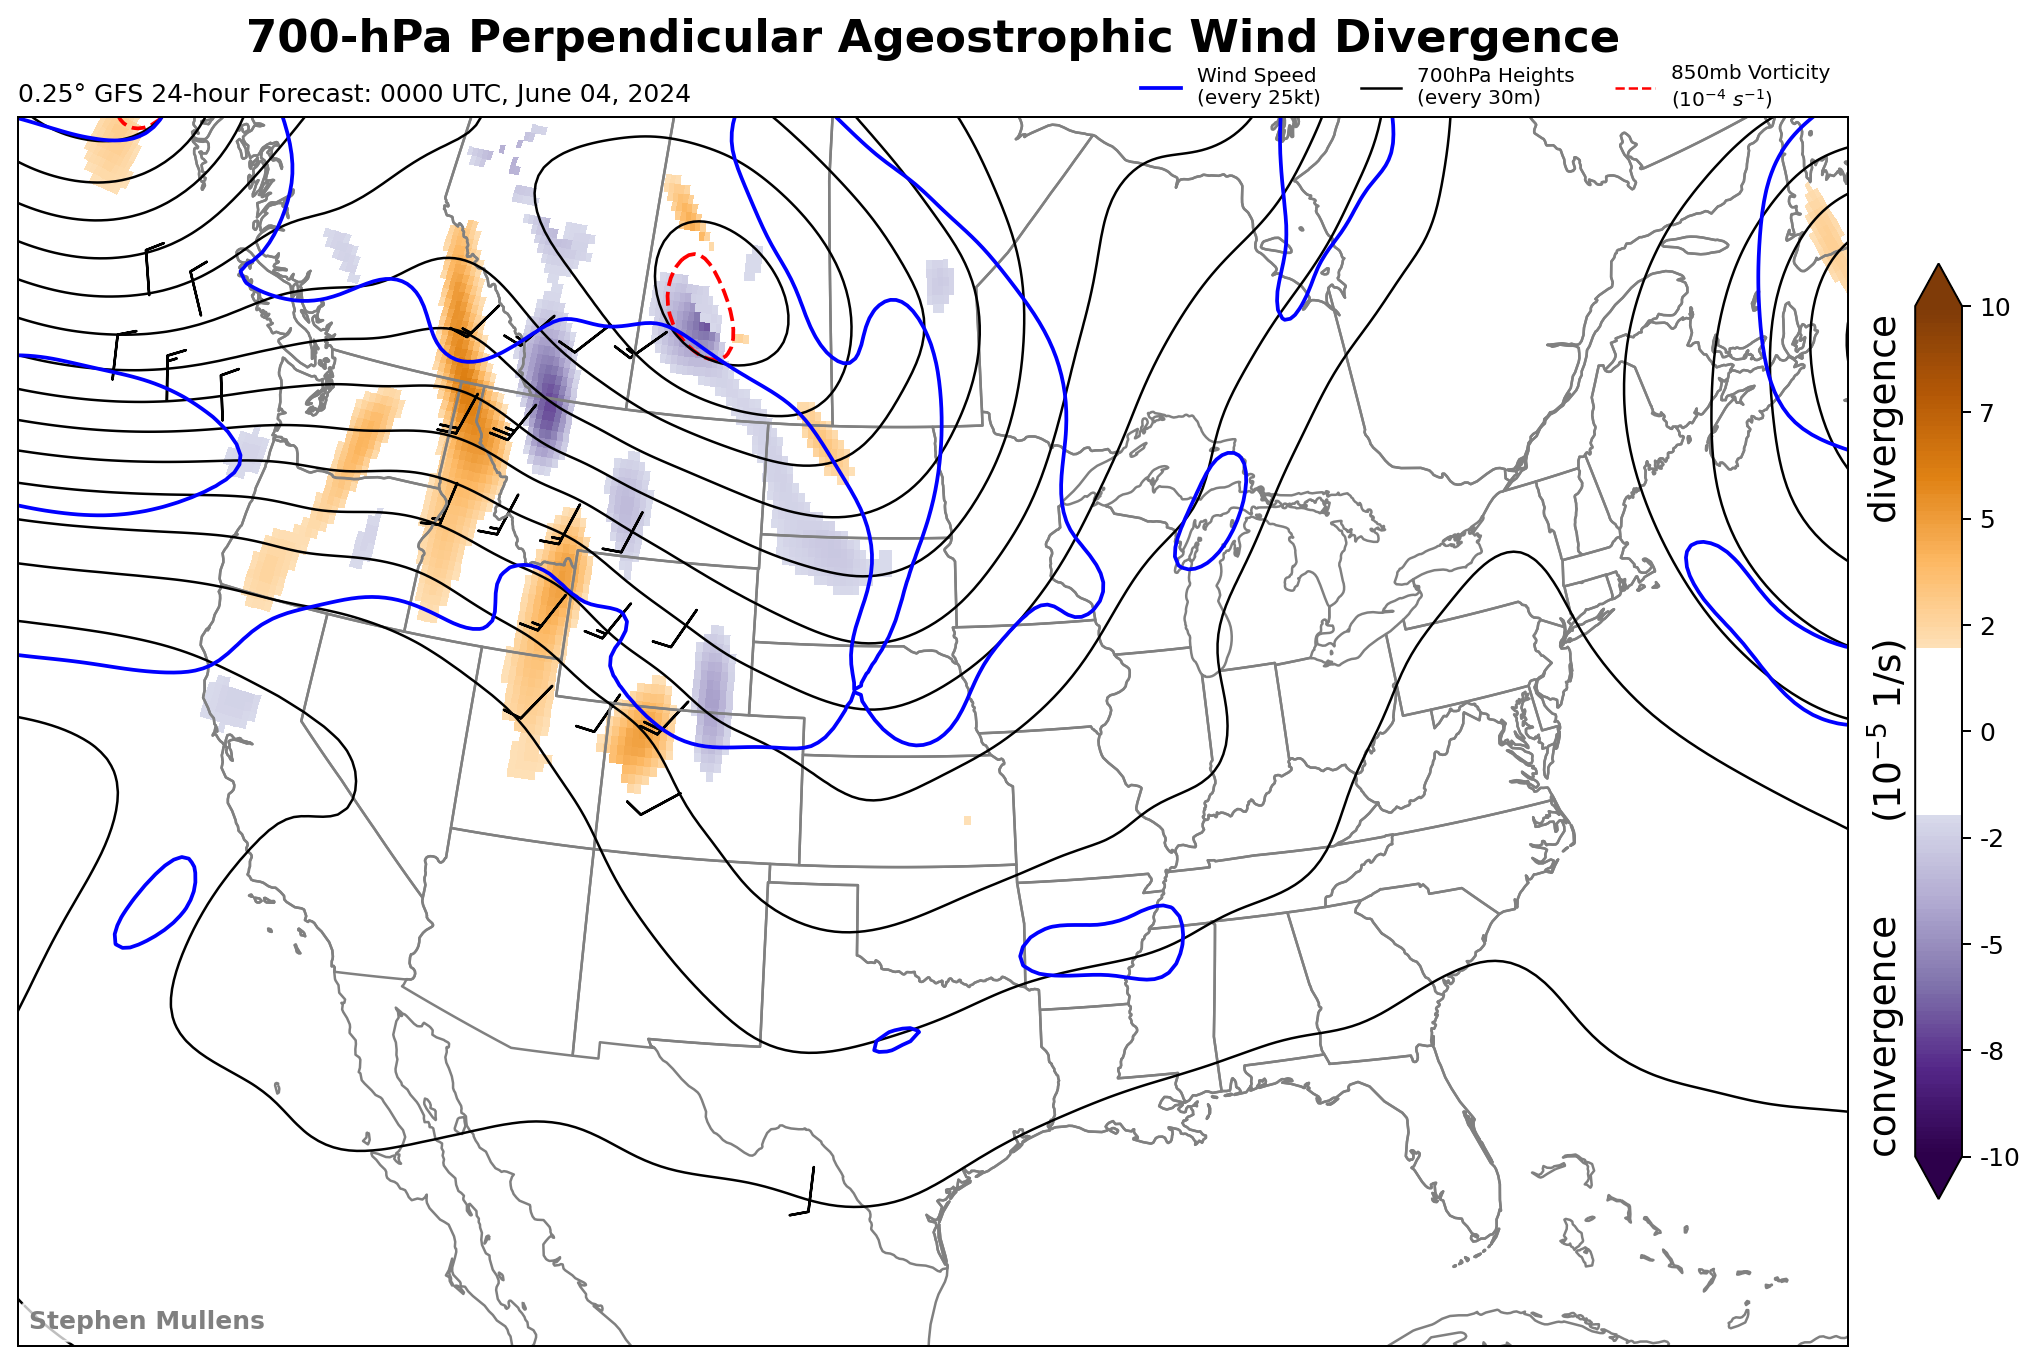 700-hPa Perpendicular Ageostrophic Wind Divergence
0.25° GFS 24-hour Forecast: 0000 UTC, June 04, 2024
Wind Speed
(every 25kt)
700hPa Heights
(every 30m)
850mb Vorticity
(10⁻⁴ s⁻¹)
10
7
5
2
0
-2
-5
-8
-10
divergence
(10⁻⁵ 1/s)
convergence
Stephen Mullens